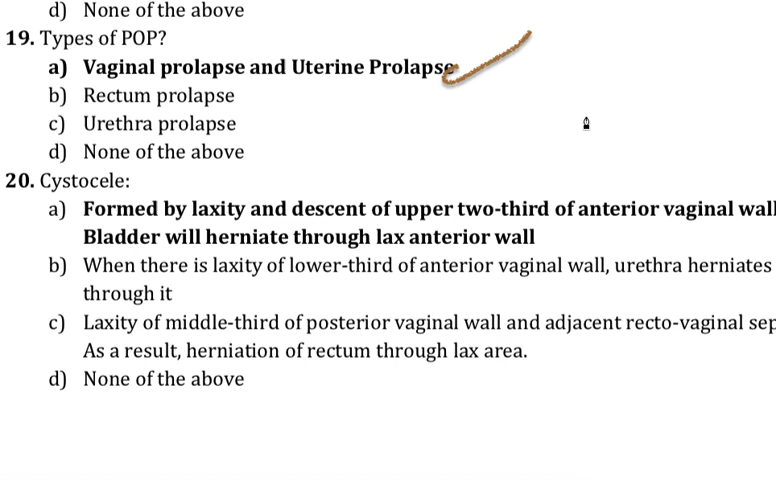 d) None of the above
19. Types of POP?
a) Vaginal prolapse and Uterine Prolapse
b) Rectum prolapse
c) Urethra prolapse
d) None of the above
20. Cystocele:
a) Formed by laxity and descent of upper two-third of anterior vaginal wall
Bladder will herniate through lax anterior wall
b) When there is laxity of lower-third of anterior vaginal wall, urethra herniates
through it
c) Laxity of middle-third of posterior vaginal wall and adjacent recto-vaginal sep
As a result, herniation of rectum through lax area.
d) None of the above